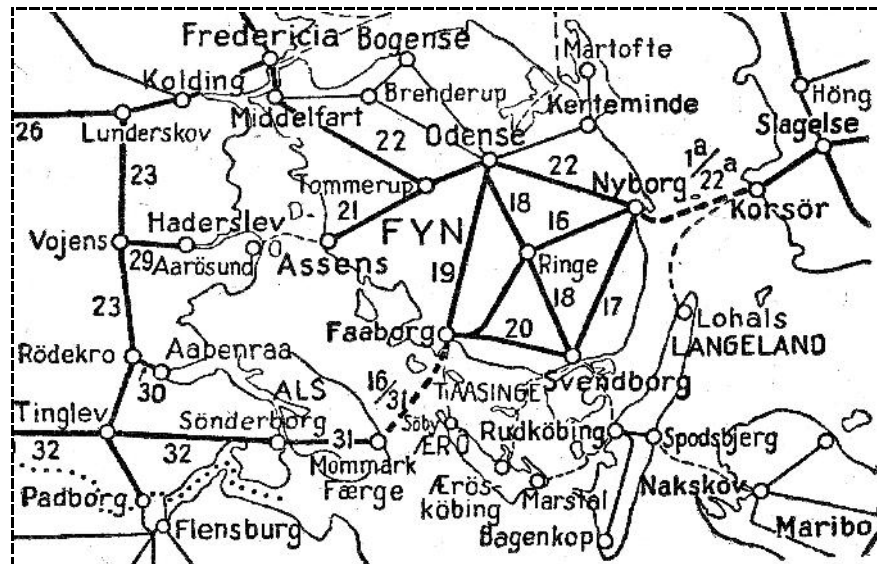 Fredericia
Bogense
Martofte
Kolding
Höng
Middelfart
Brenderup
Kerteminde
26
Lunderskov
22
Odense
Slagelse
1a/22a
23
Tommerup
22
Nyborg
Korsör
21
18
16
Haderslev
D-
FYN
Vojens
29
Aarösund
Ö
Assens
19
Ringe
23
18
17
Faaborg
20
Lohals
Rödekro
Aabenraa
LANGELAND
30
ALS
16/31
TAASINGE
Svendborg
Tinglev
Sönderborg
31
Söby
ÆRÖ
Rudköbing
Spodsbjerg
32
32
Mommark
Færge
Ærös-
köbing
Marstal
Nakskov
Padborg
Flensburg
Bagenkop
Maribo